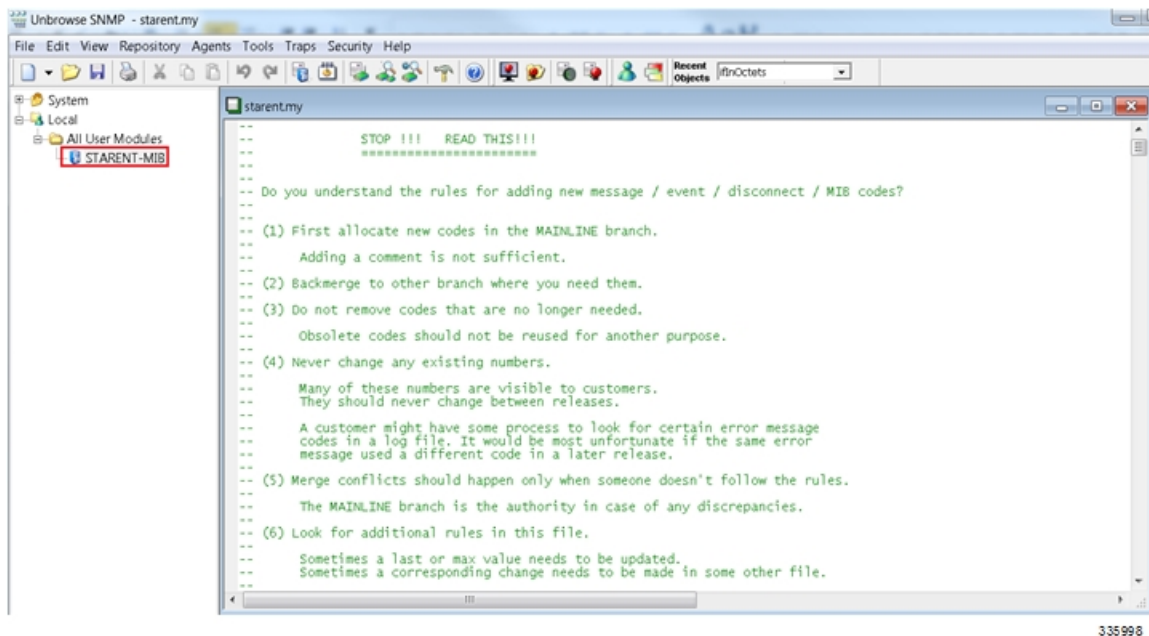 Unbrowse SNMP - starent.my
File Edit View Repository Agents Tools Traps Security Help
Recent Objects ifInOctets
System
Local
All User Modules
STARENT-MIB
starent.my
--
-- STOP !!! READ THIS!!!
-- ========================
--
-- Do you understand the rules for adding new message / event / disconnect / MIB codes?
--
--
-- (1) First allocate new codes in the MAINLINE branch.
--
-- Adding a comment is not sufficient.
--
-- (2) Backmerge to other branch where you need them.
--
-- (3) Do not remove codes that are no longer needed.
--
-- Obsolete codes should not be reused for another purpose.
--
-- (4) Never change any existing numbers.
--
-- Many of these numbers are visible to customers.
-- They should never change between releases.
--
-- A customer might have some process to look for certain error message
-- codes in a log file. It would be most unfortunate if the same error
-- message used a different code in a later release.
--
-- (5) Merge conflicts should happen only when someone doesn't follow the rules.
--
-- The MAINLINE branch is the authority in case of any discrepancies.
--
-- (6) Look for additional rules in this file.
--
-- Sometimes a last or max value needs to be updated.
-- Sometimes a corresponding change needs to be made in some other file.
--
335998